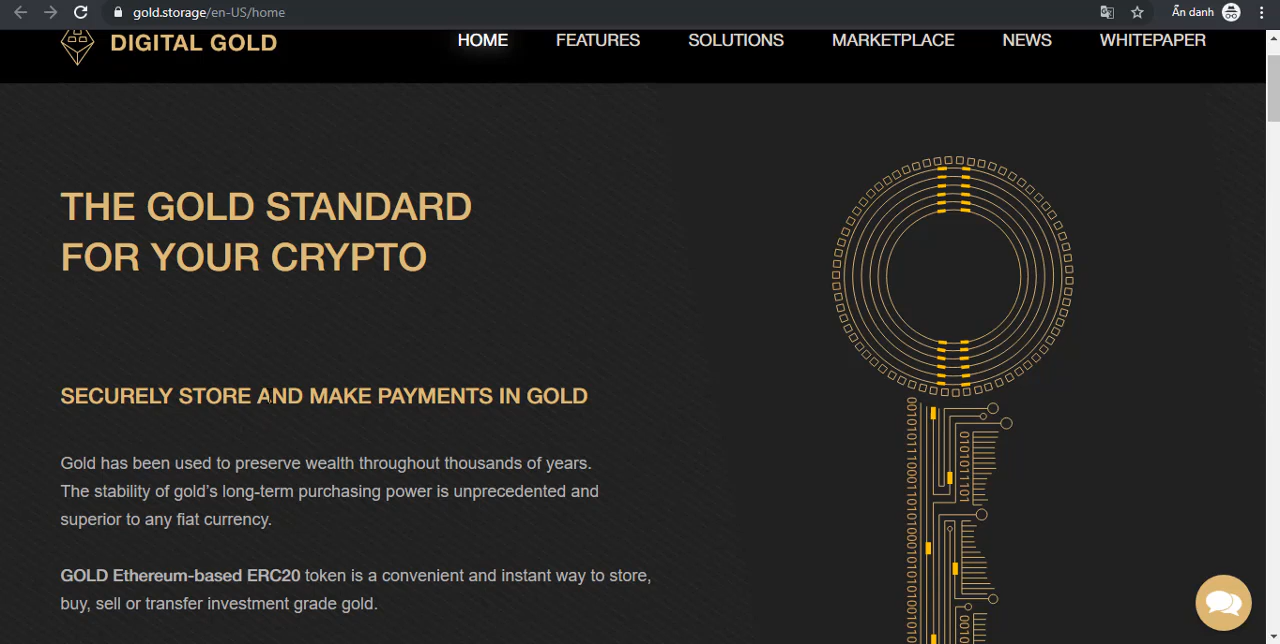 gold.storage/en-US/home
Ẩn danh
DIGITAL GOLD
HOME FEATURES SOLUTIONS MARKETPLACE NEWS WHITEPAPER
THE GOLD STANDARD
FOR YOUR CRYPTO
SECURELY STORE AND MAKE PAYMENTS IN GOLD
Gold has been used to preserve wealth throughout thousands of years.
The stability of gold’s long-term purchasing power is unprecedented and
superior to any fiat currency.
GOLD Ethereum-based ERC20 token is a convenient and instant way to store,
buy, sell or transfer investment grade gold.